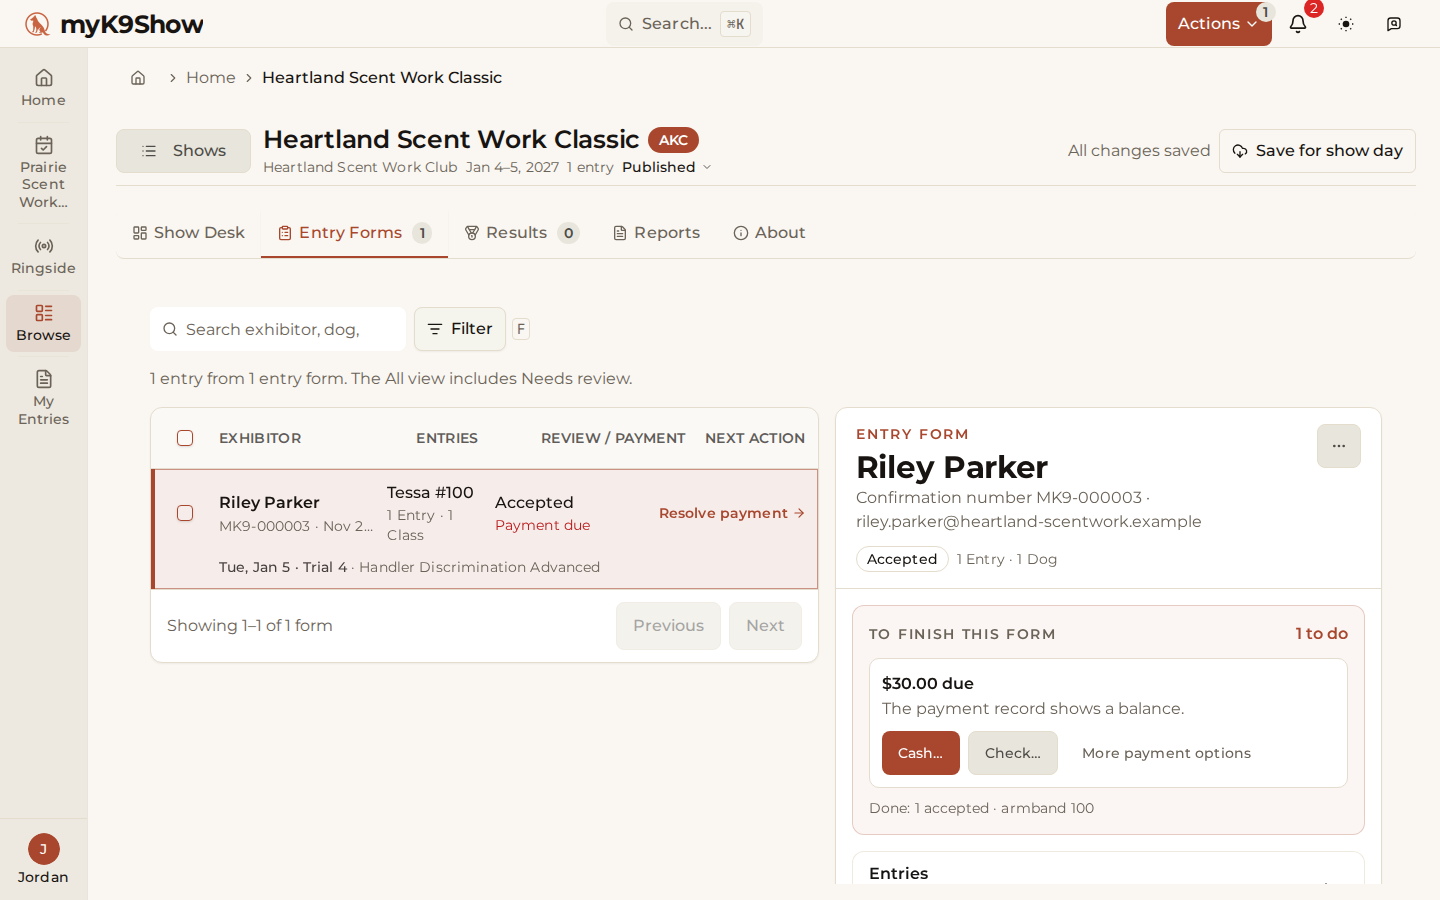 myK9Show
Search... ⌘K
Actions 1
2
Home
Prairie
Scent
Work...
Ringside
Browse
My
Entries
J
Jordan
Home
Heartland Scent Work Classic
Shows
Heartland Scent Work Classic AKC
Heartland Scent Work Club Jan 4–5, 2027 1 entry Published
All changes saved
Save for show day
Show Desk
Entry Forms 1
Results 0
Reports
About
Search exhibitor, dog,
Filter F
1 entry from 1 entry form. The All view includes Needs review.
EXHIBITOR ENTRIES REVIEW / PAYMENT NEXT ACTION
Riley Parker
MK9-000003 · Nov 2...
Tessa #100
1 Entry · 1
Class
Accepted
Payment due
Resolve payment →
Tue, Jan 5 · Trial 4 · Handler Discrimination Advanced
Showing 1–1 of 1 form
Previous Next
ENTRY FORM
Riley Parker
Confirmation number MK9-000003 ·
riley.parker@heartland-scentwork.example
Accepted 1 Entry · 1 Dog
TO FINISH THIS FORM 1 to do
$30.00 due
The payment record shows a balance.
Cash... Check... More payment options
Done: 1 accepted · armband 100
Entries